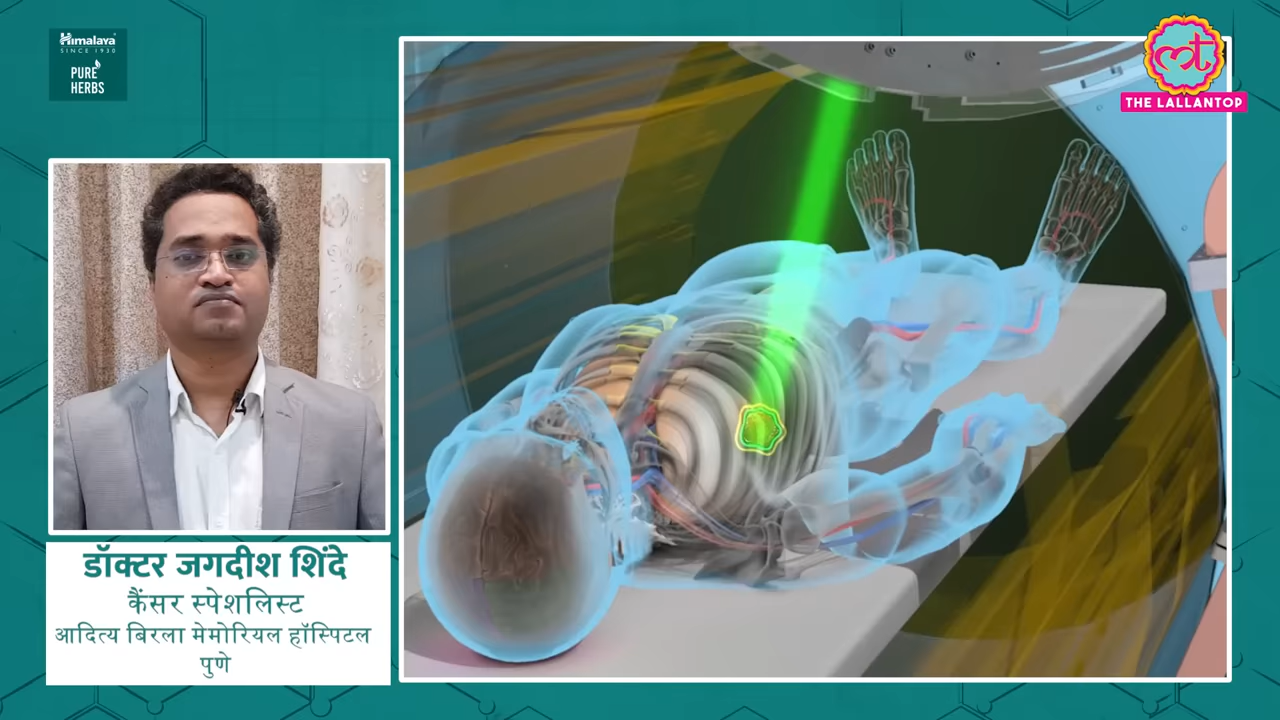 Himalaya
SINCE 1930
PURE
HERBS
THE LALLANTOP
डॉक्टर जगदीश शिंदे
कैंसर स्पेशलिस्ट
आदित्य बिरला मेमोरियल हॉस्पिटल
पुणे